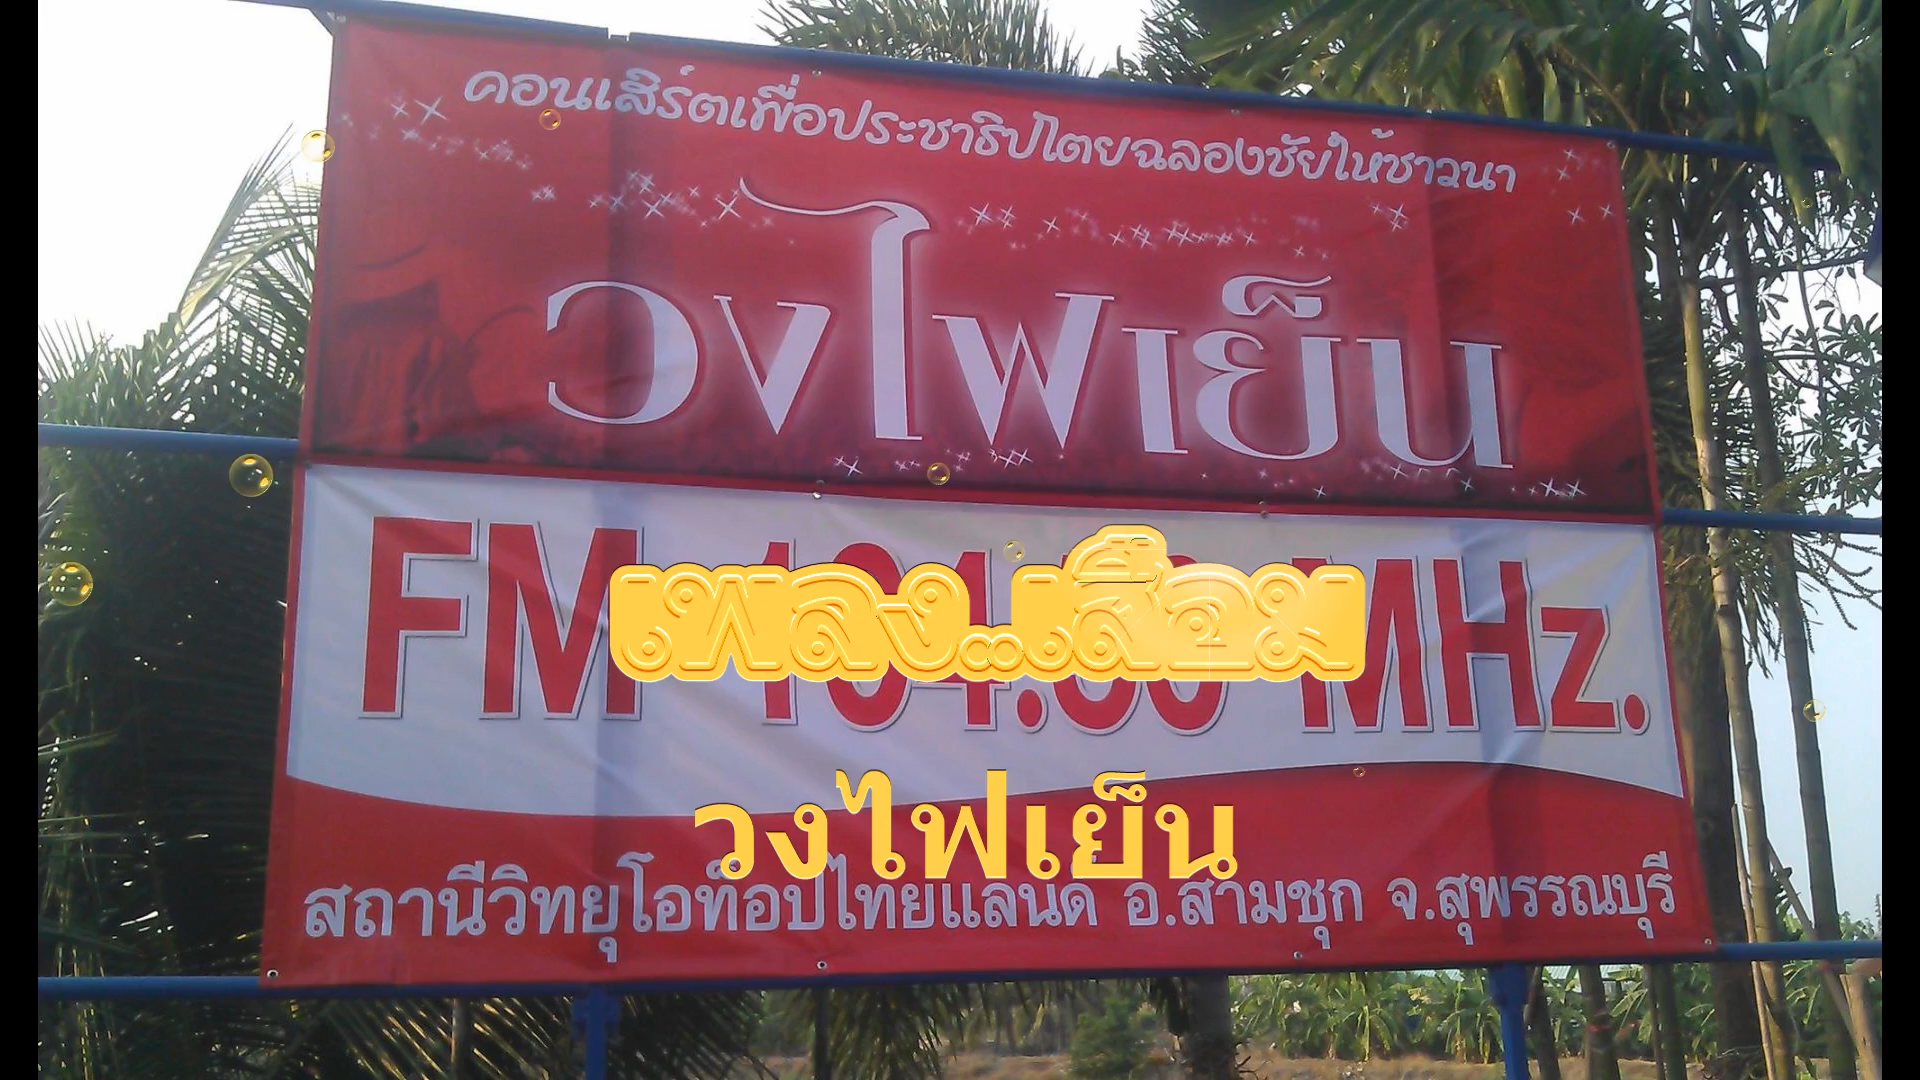 คอนเสิร์ตเพื่อประชาธิปไตยฉลองชัยให้ชาวนา
วงไฟเย็น
FM 104.50 MHz.
เพลง..เสื่อม
วงไฟเย็น
สถานีวิทยุโอท็อปไทยแลนด์ อ.สามชุก จ.สุพรรณบุรี